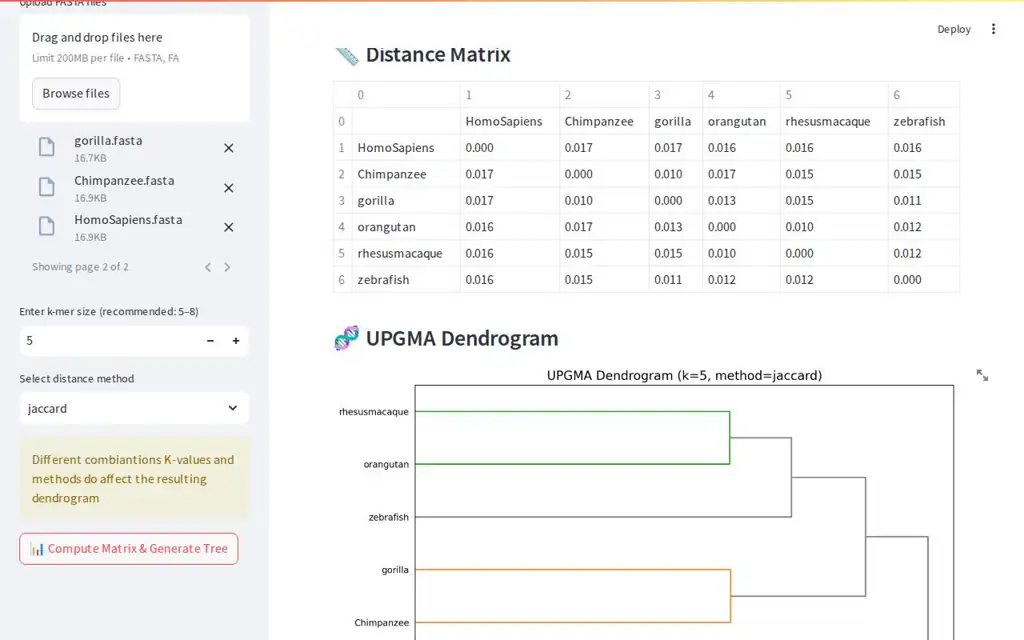 Upload FASTA files
Drag and drop files here
Limit 200MB per file • FASTA, FA
Browse files
gorilla.fasta
16.7KB
Chimpanzee.fasta
16.9KB
HomoSapiens.fasta
16.9KB
Showing page 2 of 2
Enter k-mer size (recommended: 5–8)
5
Select distance method
jaccard
Different combiantions K-values and
methods do affect the resulting
dendrogram
Compute Matrix & Generate Tree
Deploy
Distance Matrix
0 1 2 3 4 5 6
0 HomoSapiens Chimpanzee gorilla orangutan rhesusmacaque zebrafish
1 HomoSapiens 0.000 0.017 0.017 0.016 0.016 0.016
2 Chimpanzee 0.017 0.000 0.010 0.017 0.015 0.015
3 gorilla 0.017 0.010 0.000 0.013 0.015 0.011
4 orangutan 0.016 0.017 0.013 0.000 0.010 0.012
5 rhesusmacaque 0.016 0.015 0.015 0.010 0.000 0.012
6 zebrafish 0.016 0.015 0.011 0.012 0.012 0.000
UPGMA Dendrogram
UPGMA Dendrogram (k=5, method=jaccard)
rhesusmacaque
orangutan
zebrafish
gorilla
Chimpanzee